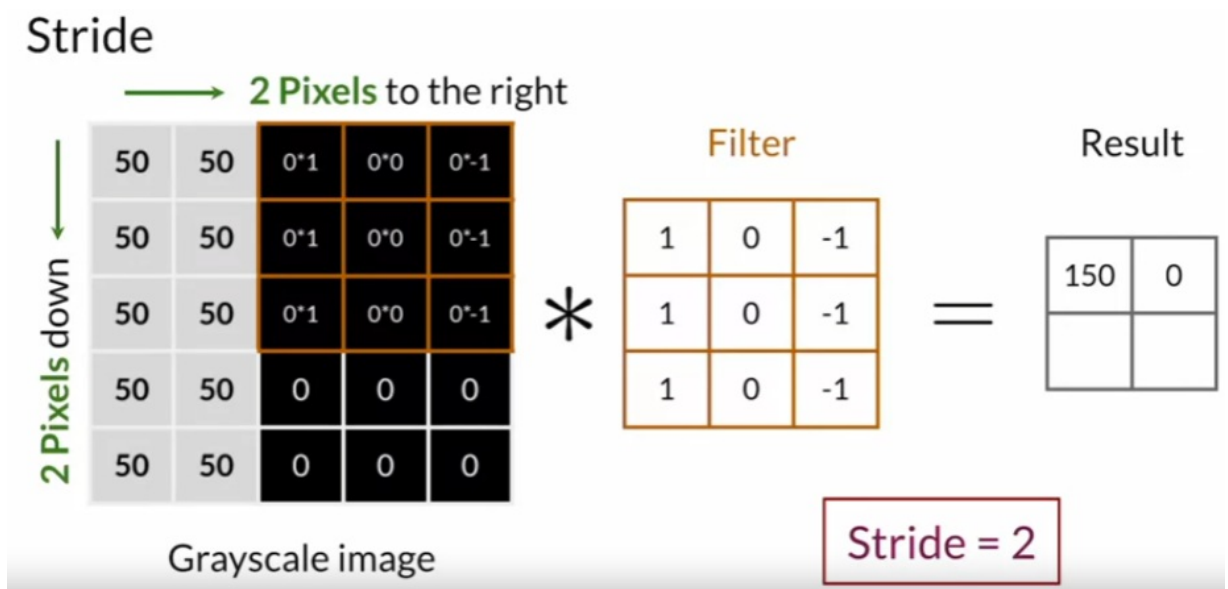 Stride
2 Pixels to the right
2 Pixels down
50 50 0*1 0*0 0*-1
50 50 0*1 0*0 0*-1
50 50 0*1 0*0 0*-1
50 50 0 0 0
50 50 0 0 0
Grayscale image
*
Filter
1 0 -1
1 0 -1
1 0 -1
=
Result
150 0
Stride = 2